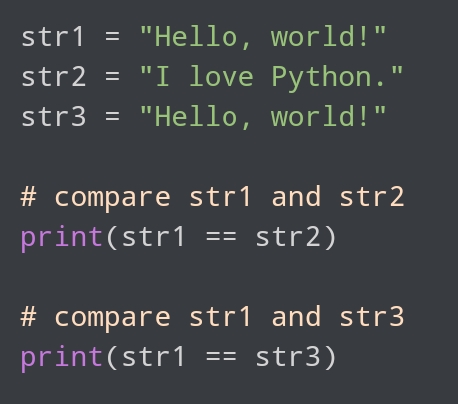 str1 = "Hello, world!"
str2 = "I love Python."
str3 = "Hello, world!"
# compare str1 and str2
print(str1 == str2)
# compare str1 and str3
print(str1 == str3)